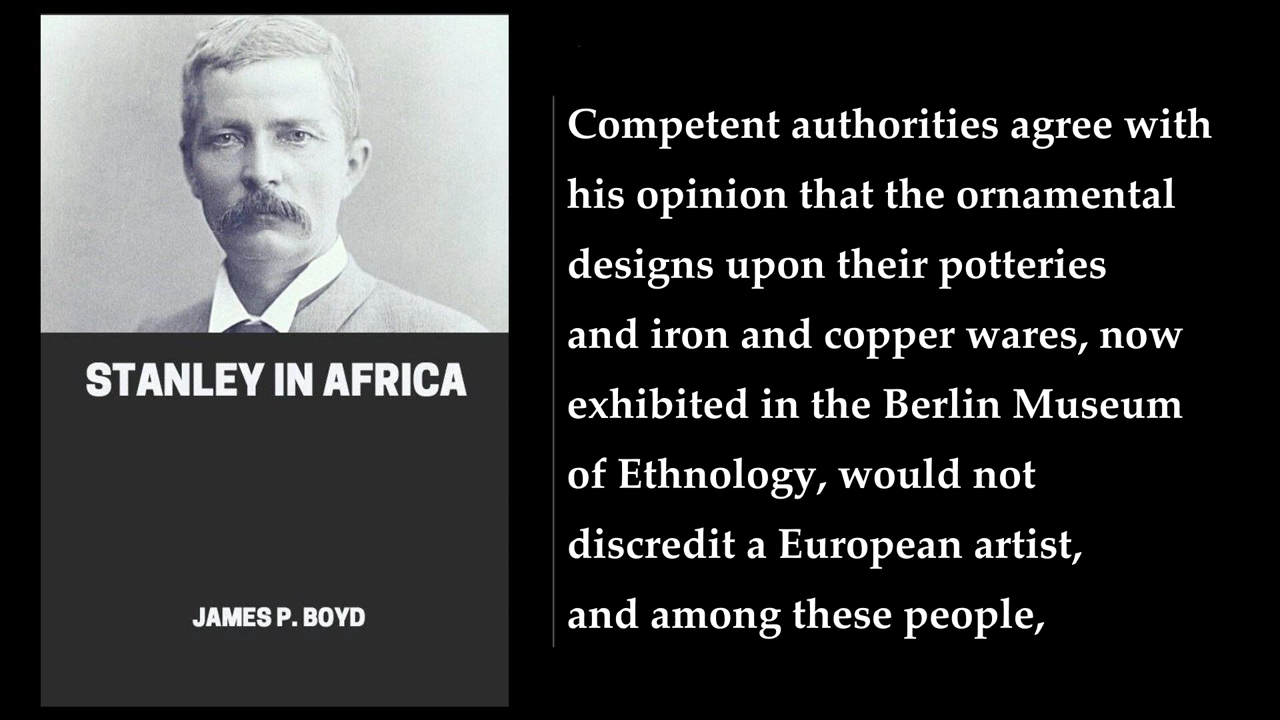 STANLEY IN AFRICA
JAMES P. BOYD
Competent authorities agree with
his opinion that the ornamental
designs upon their potteries
and iron and copper wares, now
exhibited in the Berlin Museum
of Ethnology, would not
discredit a European artist,
and among these people,